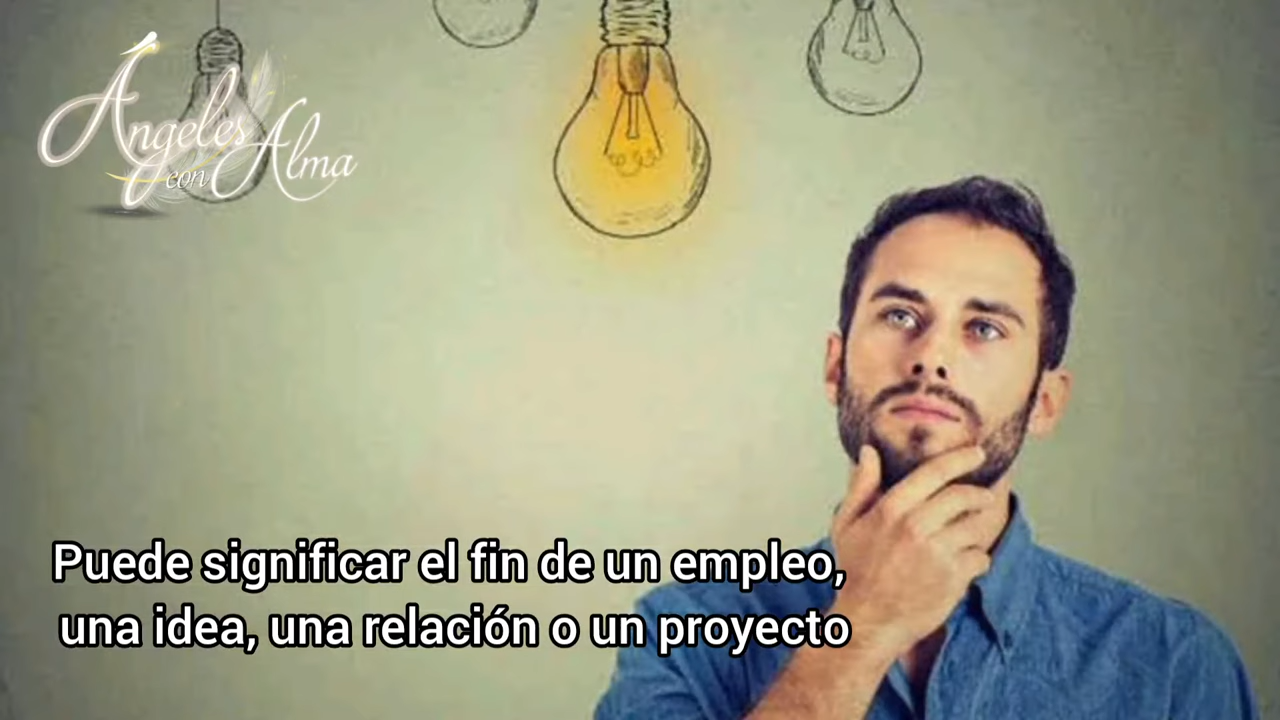 Ángeles
con Alma
Puede significar el fin de un empleo,
una idea, una relación o un proyecto